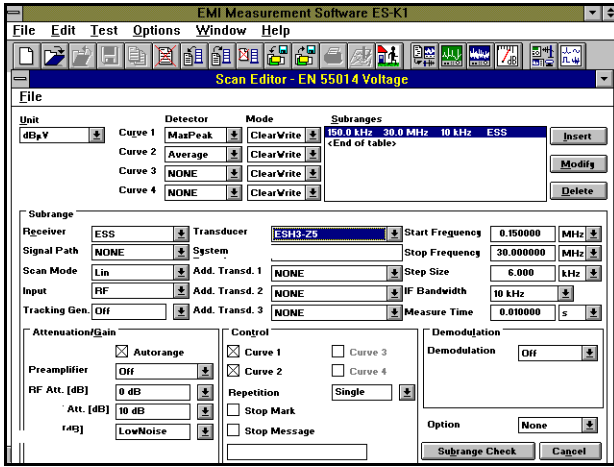 EMI Measurement Software ES-K1
File Edit Test Options Window Help
Scan Editor - EN 55014 Voltage
File
Unit Detector Mode Subranges
dBµV Curve 1 MaxPeak ClearWrite 150.0 kHz 30.0 MHz 10 kHz ESS Insert
Curve 2 Average ClearWrite <End of table>
Curve 3 NONE ClearWrite Modify
Curve 4 NONE ClearWrite Delete
Subrange
Receiver ESS Transducer ESH3-Z5 Start Frequency 0.150000 MHz
Signal Path NONE System Stop Frequency 30.000000 MHz
Scan Mode Lin Add. Transd. 1 NONE Step Size 6.000 kHz
Input RF Add. Transd. 2 NONE IF Bandwidth 10 kHz
Tracking Gen. Off Add. Transd. 3 NONE Measure Time 0.010000 s
Attenuation/Gain Control Demodulation
Autorange Curve 1 Curve 3 Demodulation Off
Preamplifier Off Curve 2 Curve 4
RF Att. [dB] 0 dB Repetition Single
Att. [dB] 10 dB Stop Mark
[dB] LowNoise Stop Message Option None
Subrange Check Cancel